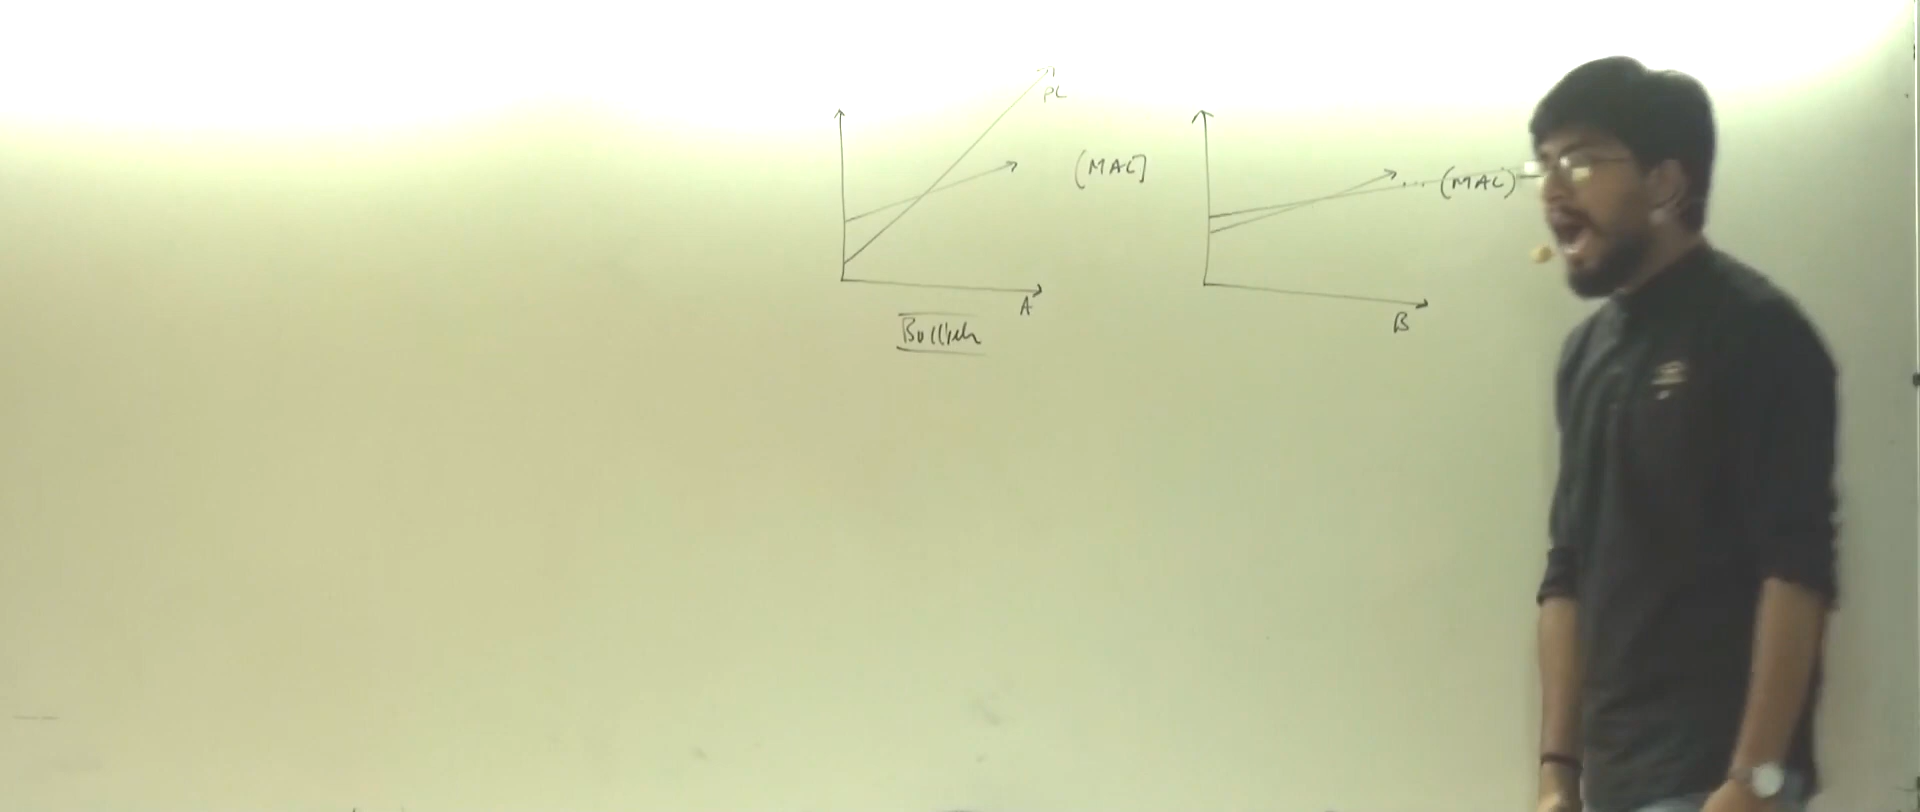 PL
(MAC]
A
Bullish
... (MAC)
B